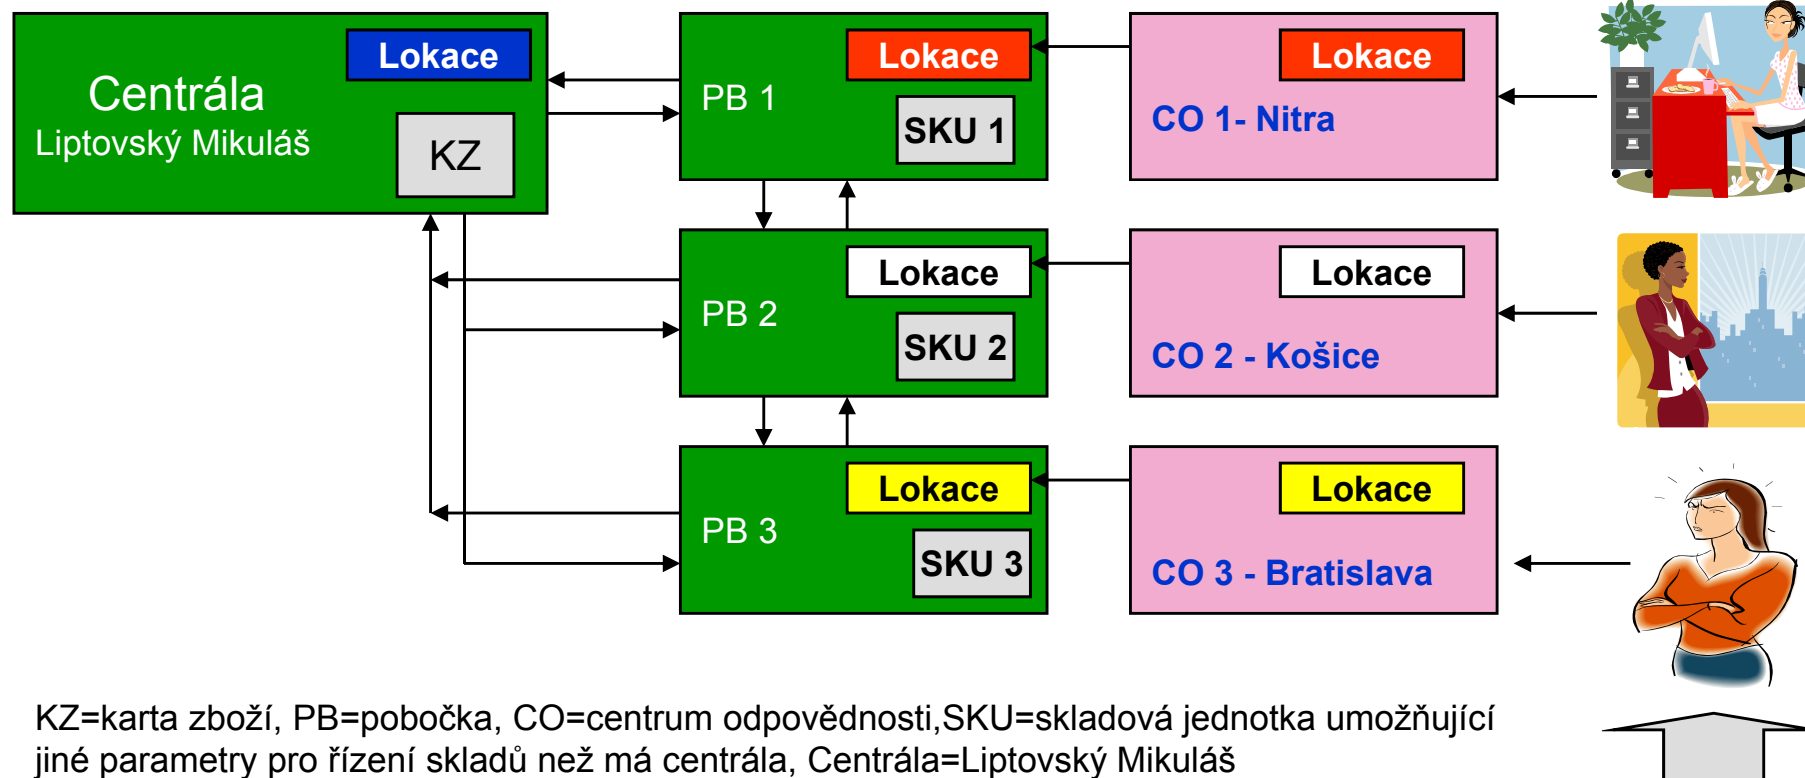 Centrála
Liptovský Mikuláš
Lokace
KZ
PB 1
Lokace
SKU 1
Lokace
CO 1- Nitra
PB 2
Lokace
SKU 2
Lokace
CO 2 - Košice
PB 3
Lokace
SKU 3
Lokace
CO 3 - Bratislava
KZ=karta zboží, PB=pobočka, CO=centrum odpovědnosti,SKU=skladová jednotka umožňující
jiné parametry pro řízení skladů než má centrála, Centrála=Liptovský Mikuláš